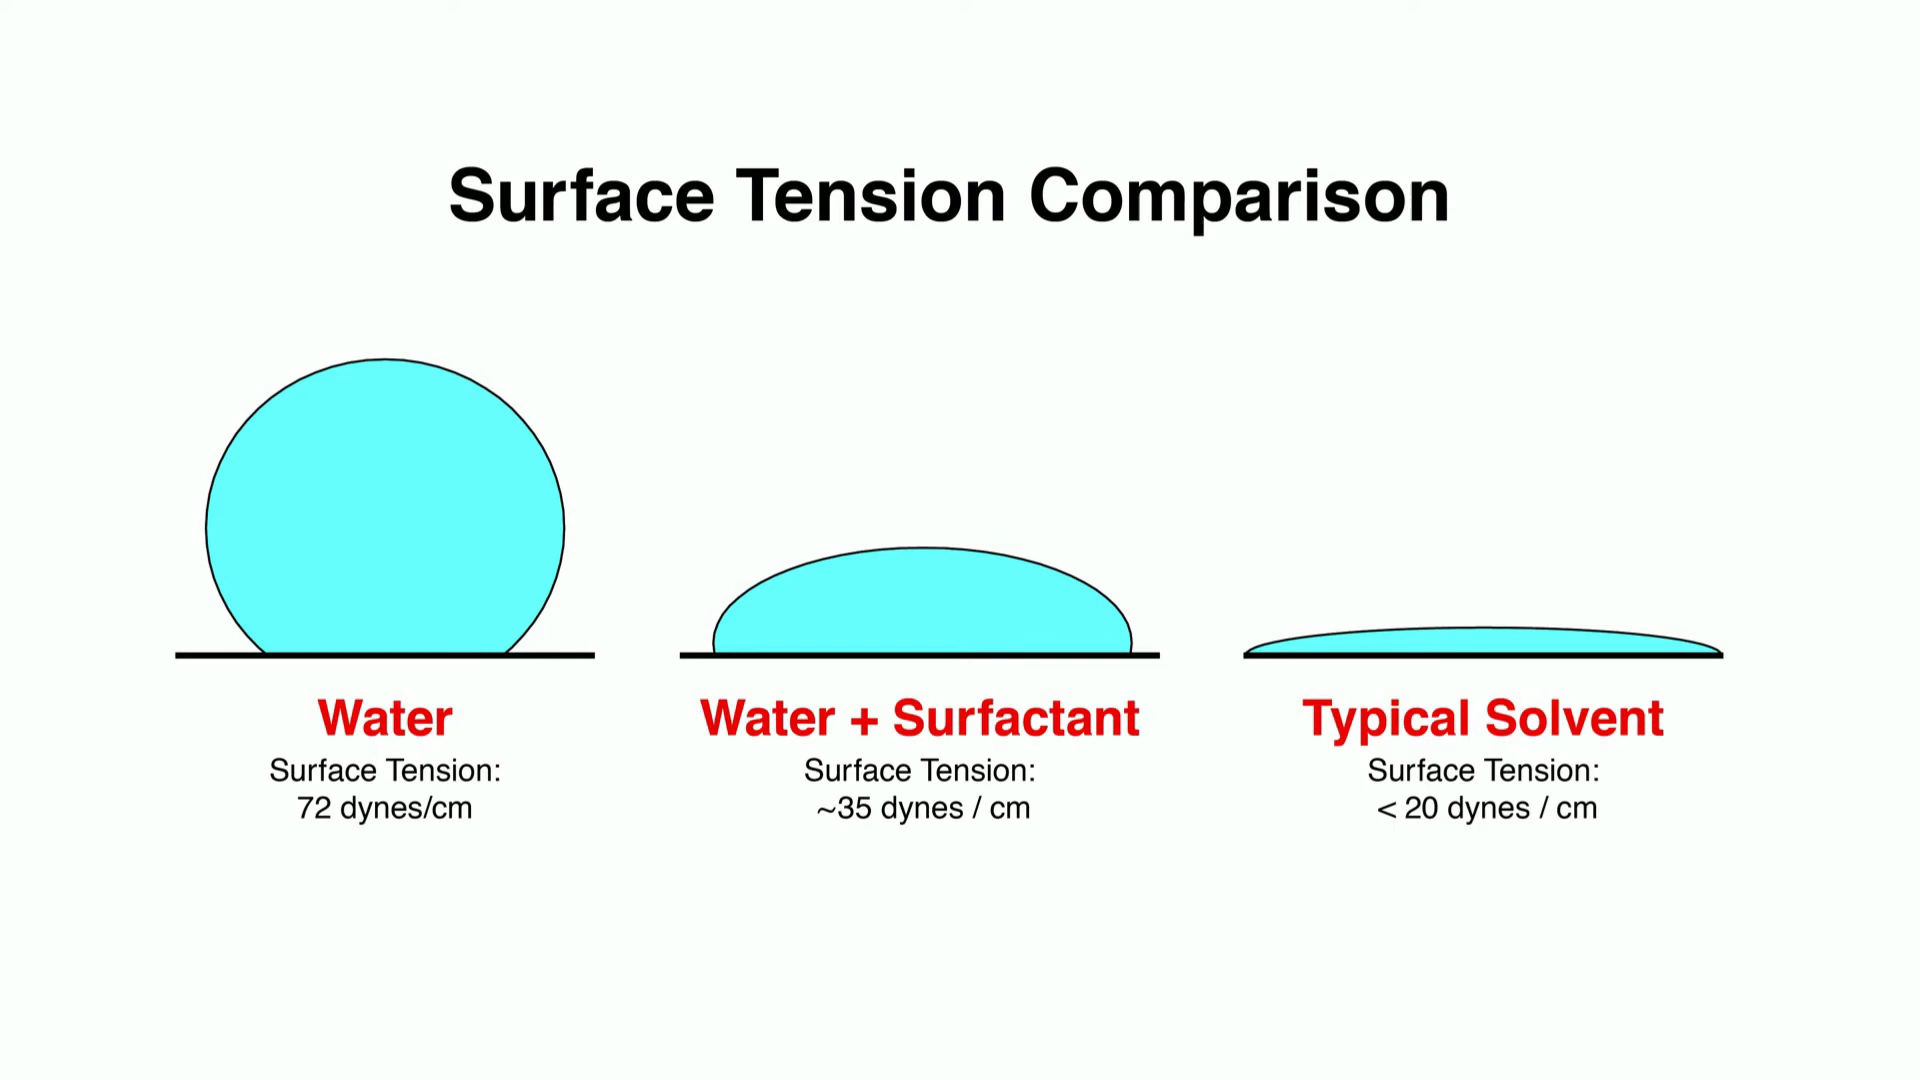 Surface Tension Comparison
Water
Surface Tension:
72 dynes/cm
Water + Surfactant
Surface Tension:
~35 dynes / cm
Typical Solvent
Surface Tension:
< 20 dynes / cm